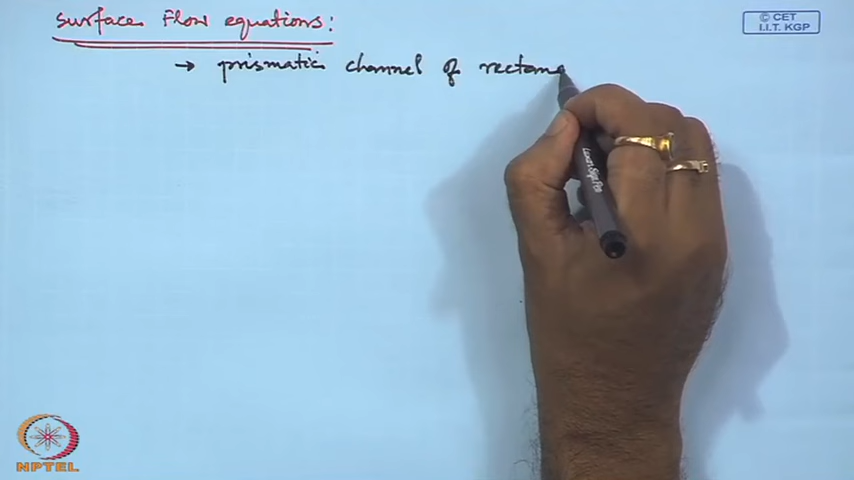 Surface Flow equations:
© CET
I.I.T. KGP
→ prismatic channel of rectang
NPTEL